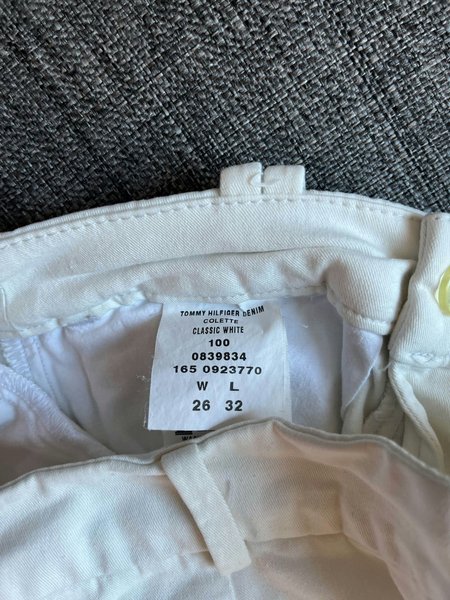 TOMMY HILFIGER DENIM
COLETTE
CLASSIC WHITE
100
0839834
165 0923770
W L
26 32